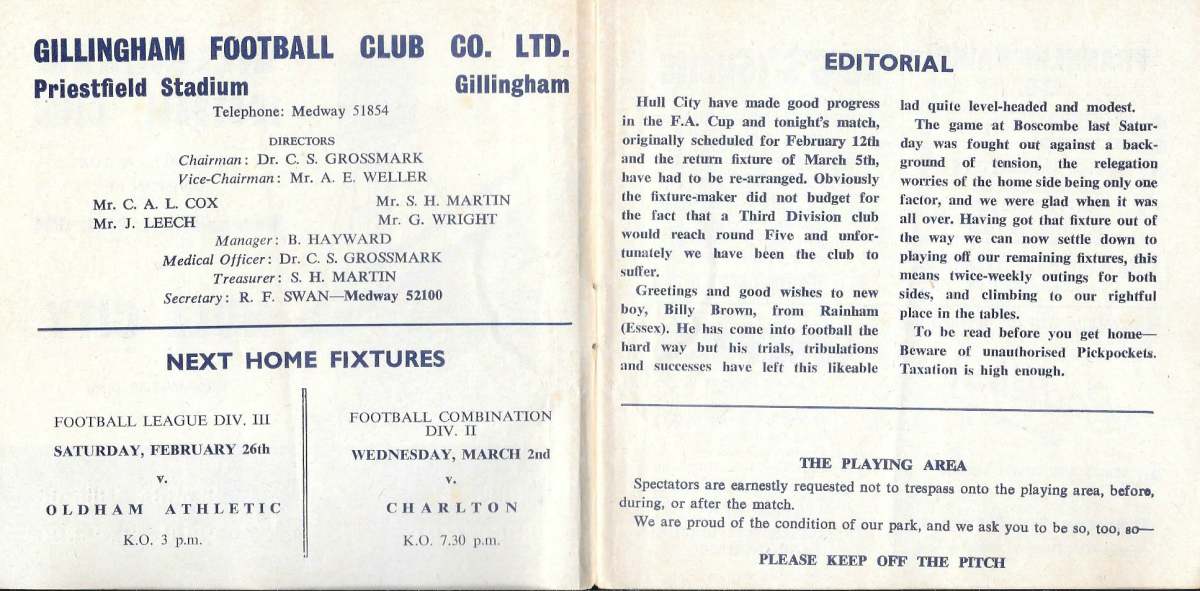 GILLINGHAM FOOTBALL CLUB CO. LTD.
Priestfield Stadium Gillingham
Telephone: Medway 51854
DIRECTORS
Chairman: Dr. C. S. GROSSMARK
Vice-Chairman: Mr. A. E. WELLER
Mr. C. A. L. COX Mr. S. H. MARTIN
Mr. J. LEECH Mr. G. WRIGHT
Manager: B. HAYWARD
Medical Officer: Dr. C. S. GROSSMARK
Treasurer: S. H. MARTIN
Secretary: R. F. SWAN—Medway 52100
NEXT HOME FIXTURES
FOOTBALL LEAGUE DIV. III
SATURDAY, FEBRUARY 26th
v.
OLDHAM ATHLETIC
K.O. 3 p.m.
FOOTBALL COMBINATION
DIV. II
WEDNESDAY, MARCH 2nd
v.
CHARLTON
K.O. 7.30 p.m.
EDITORIAL
Hull City have made good progress
in the F.A. Cup and tonight's match,
originally scheduled for February 12th
and the return fixture of March 5th,
have had to be re-arranged. Obviously
the fixture-maker did not budget for
the fact that a Third Division club
would reach round Five and unfor-
tunately we have been the club to
suffer.
Greetings and good wishes to new
boy, Billy Brown, from Rainham
(Essex). He has come into football the
hard way but his trials, tribulations
and successes have left this likeable
lad quite level-headed and modest.
The game at Boscombe last Satur-
day was fought out against a back-
ground of tension, the relegation
worries of the home side being only one
factor, and we were glad when it was
all over. Having got that fixture out of
the way we can now settle down to
playing off our remaining fixtures, this
means twice-weekly outings for both
sides, and climbing to our rightful
place in the tables.
To be read before you get home—
Beware of unauthorised Pickpockets.
Taxation is high enough.
THE PLAYING AREA
Spectators are earnestly requested not to trespass onto the playing area, before,
during, or after the match.
We are proud of the condition of our park, and we ask you to be so, too, so—
PLEASE KEEP OFF THE PITCH